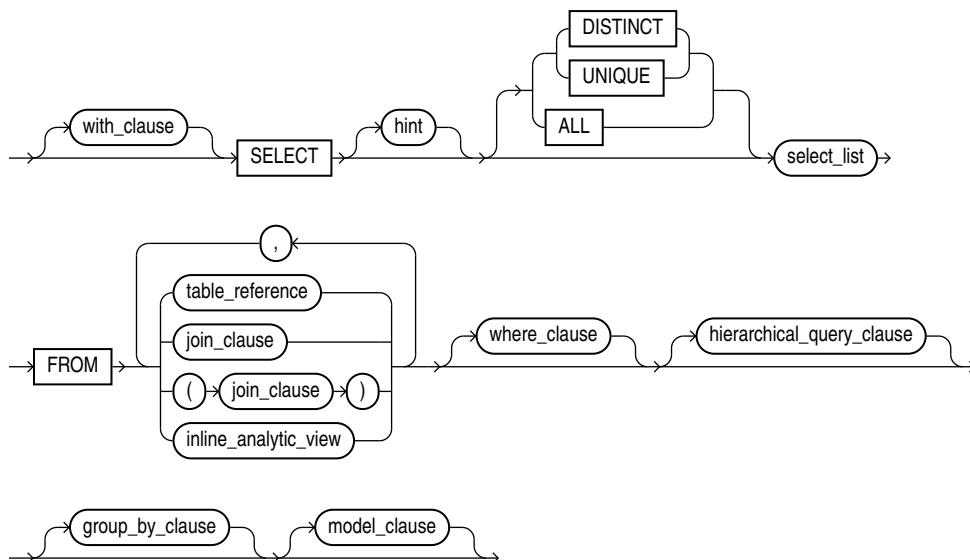 DISTINCT
UNIQUE
with_clause hint ALL
SELECT select_list
,
table_reference
join_clause where_clause hierarchical_query_clause
FROM
( join_clause )
inline_analytic_view
group_by_clause model_clause